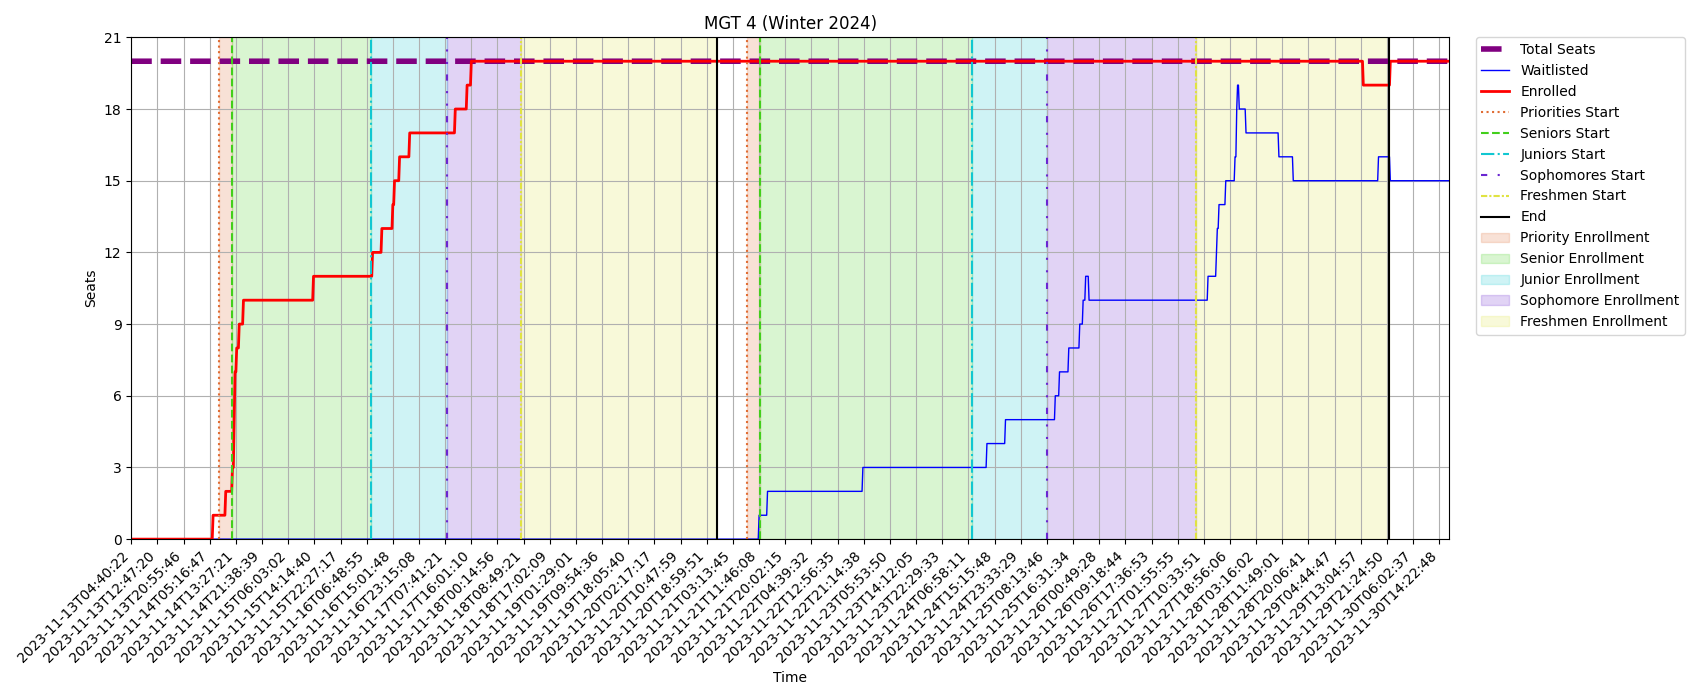 MGT 4 (Winter 2024)
21
18
15
12
9
6
3
0
Seats
2023-11-13T04:40:22
2023-11-13T12:47:20
2023-11-13T20:55:46
2023-11-14T05:16:47
2023-11-14T13:27:21
2023-11-14T21:38:39
2023-11-15T06:03:02
2023-11-15T14:14:40
2023-11-15T22:27:17
2023-11-16T06:48:55
2023-11-16T15:01:48
2023-11-16T23:15:08
2023-11-17T07:41:21
2023-11-17T16:01:10
2023-11-18T00:14:56
2023-11-18T08:49:21
2023-11-18T17:02:09
2023-11-19T01:29:01
2023-11-19T09:54:36
2023-11-19T18:05:40
2023-11-20T02:17:17
2023-11-20T10:47:59
2023-11-20T18:59:51
2023-11-21T03:13:45
2023-11-21T11:46:08
2023-11-21T20:02:15
2023-11-22T04:39:32
2023-11-22T12:56:35
2023-11-22T21:14:38
2023-11-23T05:53:50
2023-11-23T14:12:05
2023-11-23T22:29:33
2023-11-24T06:58:11
2023-11-24T15:15:48
2023-11-24T23:33:29
2023-11-25T08:13:46
2023-11-25T16:31:34
2023-11-26T00:49:28
2023-11-26T09:18:44
2023-11-26T17:36:53
2023-11-27T01:55:55
2023-11-27T10:33:51
2023-11-27T18:56:06
2023-11-28T03:16:02
2023-11-28T11:49:01
2023-11-28T20:06:41
2023-11-29T04:44:47
2023-11-29T13:04:57
2023-11-29T21:24:50
2023-11-30T06:02:37
2023-11-30T14:22:48
Time
Total Seats
Waitlisted
Enrolled
Priorities Start
Seniors Start
Juniors Start
Sophomores Start
Freshmen Start
End
Priority Enrollment
Senior Enrollment
Junior Enrollment
Sophomore Enrollment
Freshmen Enrollment